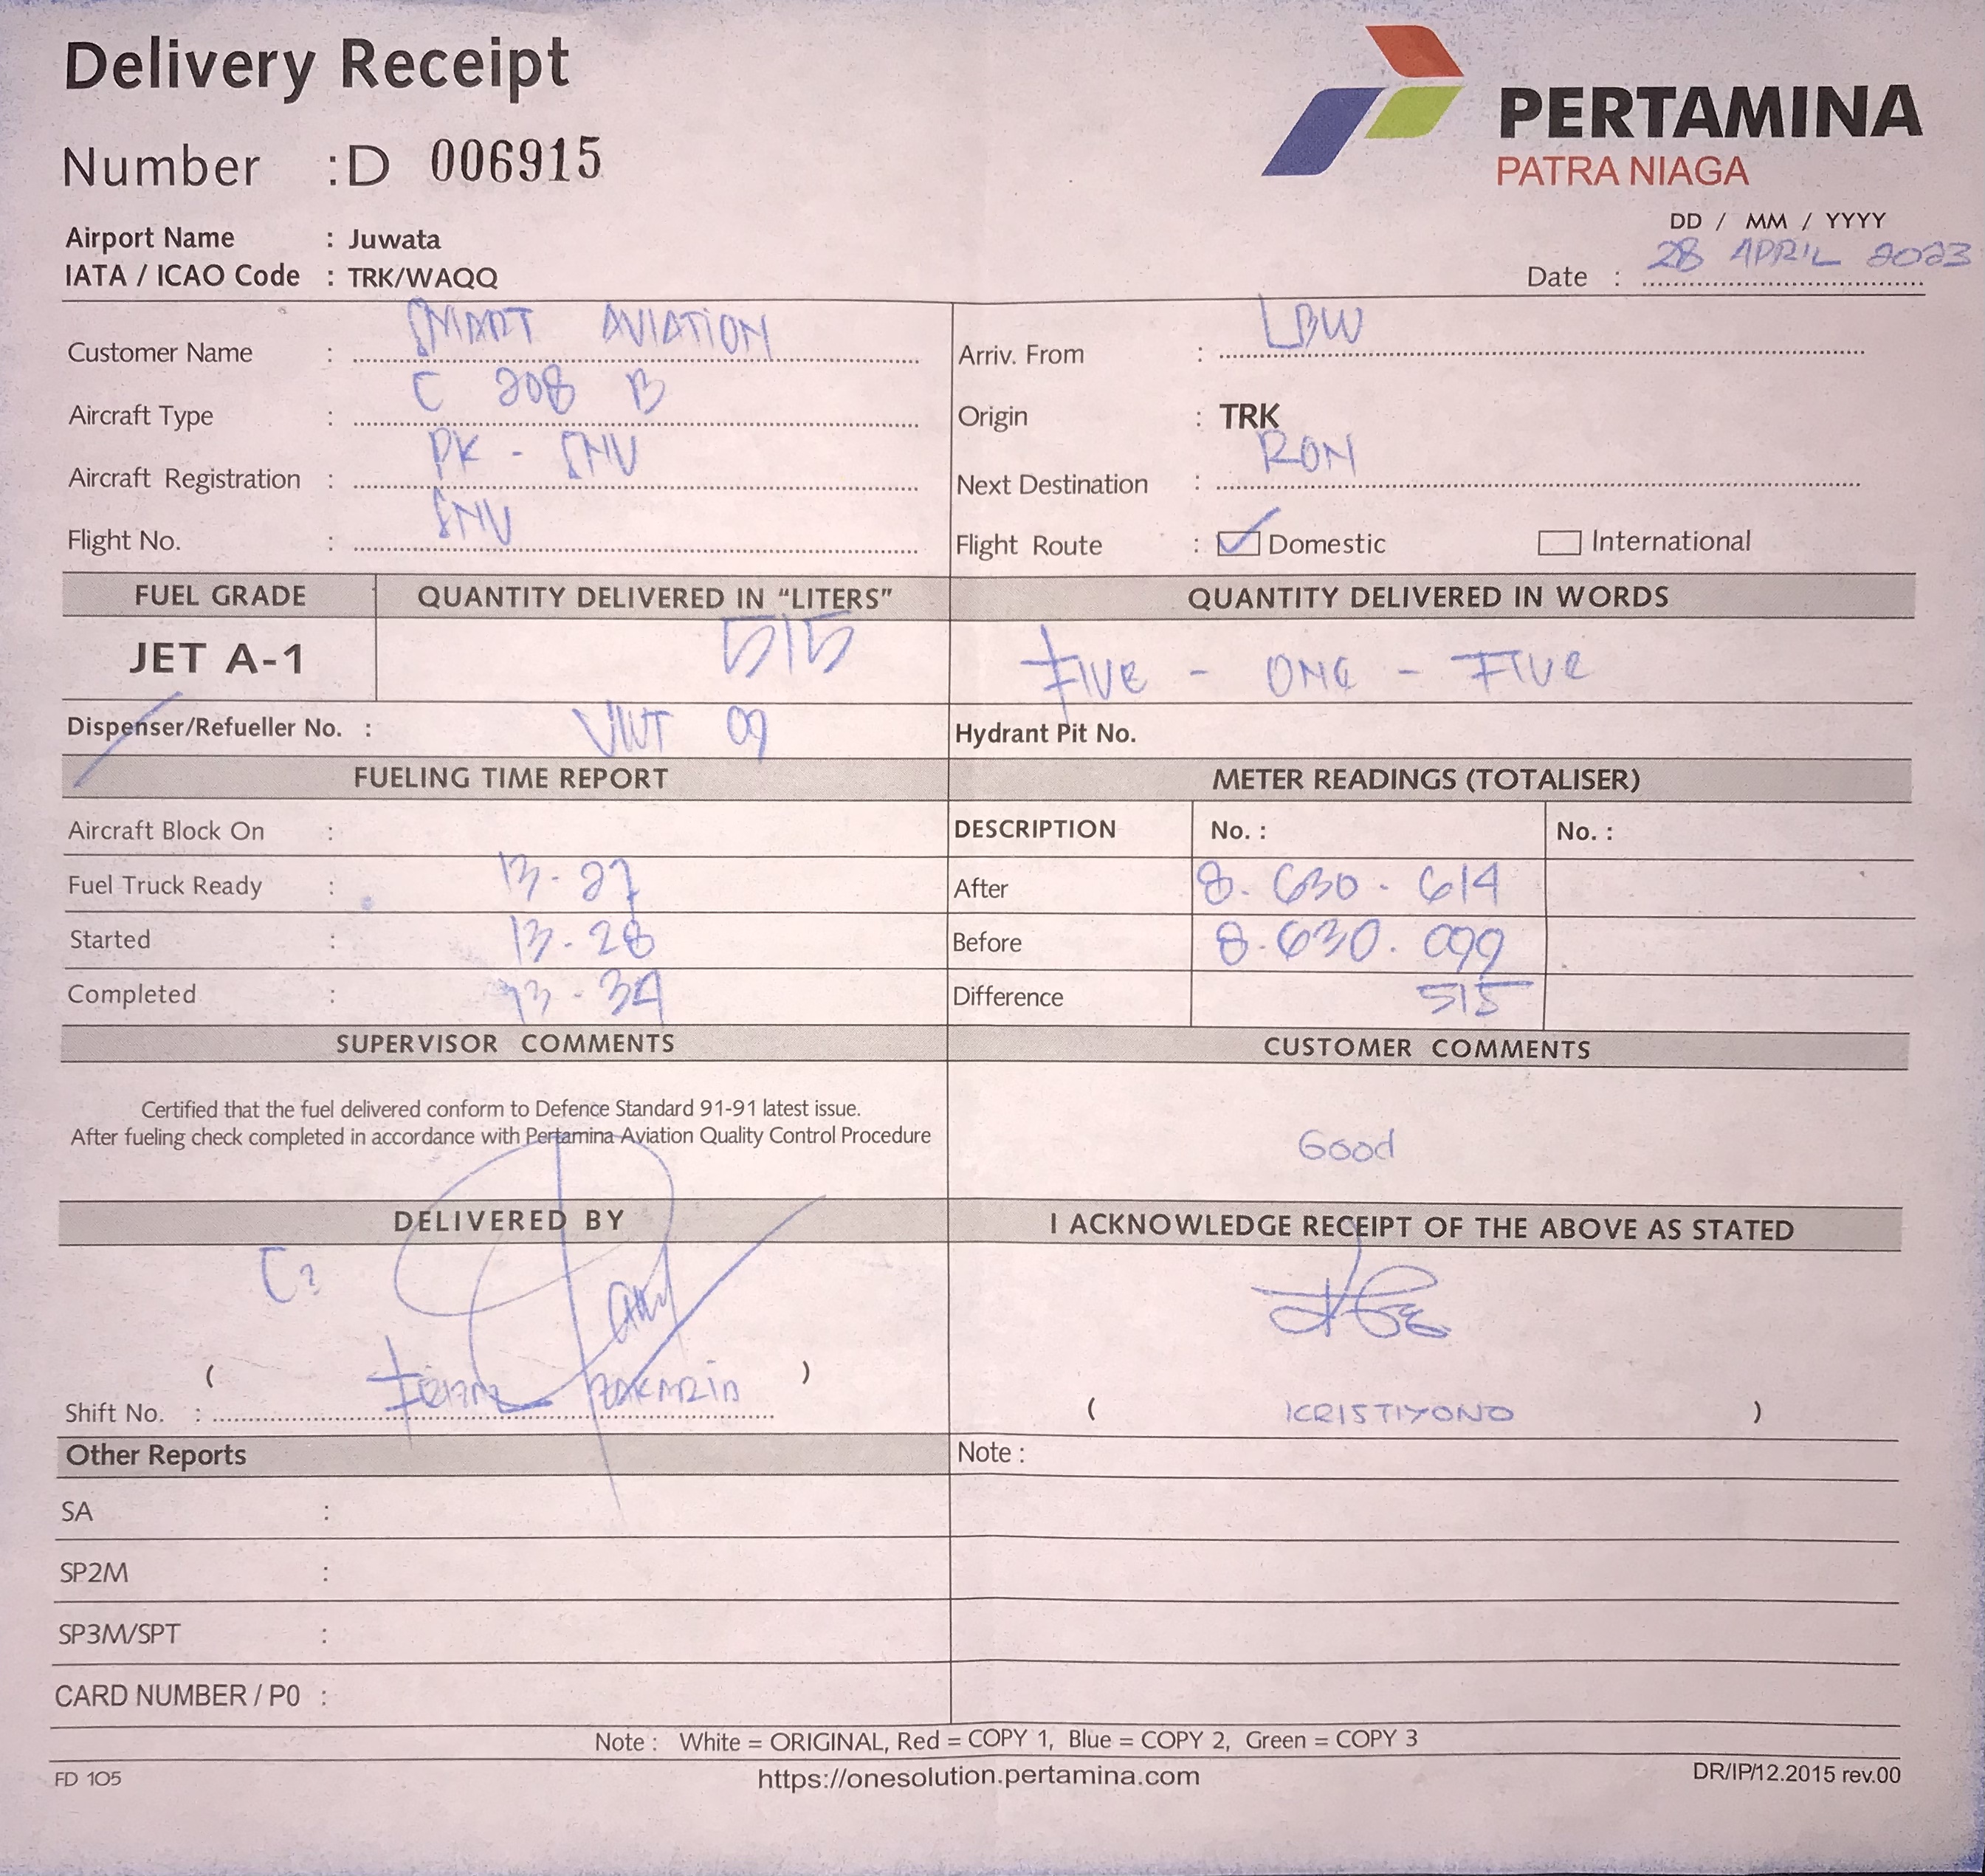 Delivery Receipt
Number : D 006915
PERTAMINA
PATRA NIAGA
Airport Name : Juwata
IATA / ICAO Code : TRK/WAQQ
DD / MM / YYYY
Date : 28 APRIL 2023
Customer Name : SMART AVIATION
Arriv. From : LBW
Aircraft Type : C 208 B
Origin : TRK
Aircraft Registration : PK - SNV
Next Destination : RON
Flight No. : SNV
Flight Route : Domestic International
FUEL GRADE QUANTITY DELIVERED IN "LITERS" QUANTITY DELIVERED IN WORDS
JET A-1 515 FIVE - ONE - FIVE
Dispenser/Refueller No. : 09 Hydrant Pit No.
FUELING TIME REPORT METER READINGS (TOTALISER)
Aircraft Block On : DESCRIPTION No. : No. :
Fuel Truck Ready : 13 - 27 After 8. 630 . 614
Started : 13 - 28 Before 8.630. 099
Completed : 13 - 34 Difference 515
SUPERVISOR COMMENTS CUSTOMER COMMENTS
Certified that the fuel delivered conform to Defence Standard 91-91 latest issue.
After fueling check completed in accordance with Pertamina Aviation Quality Control Procedure
Good
DELIVERED BY I ACKNOWLEDGE RECEIPT OF THE ABOVE AS STATED
( )
Shift No. :
( KRISTIYONO )
Other Reports Note :
SA :
SP2M :
SP3M/SPT :
CARD NUMBER / P0 :
Note : White = ORIGINAL, Red = COPY 1, Blue = COPY 2, Green = COPY 3
FD 105 https://onesolution.pertamina.com DR/IP/12.2015 rev.00